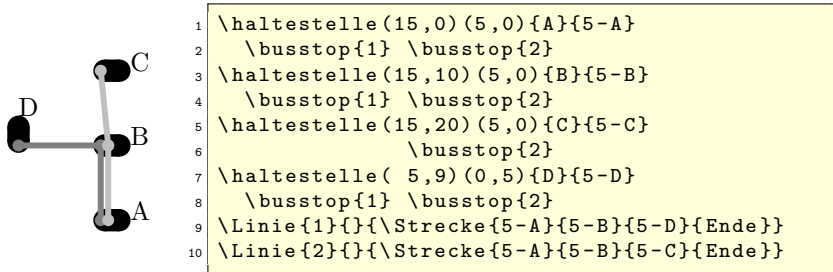 C
D
B
A
1 \haltestelle(15,0)(5,0){A}{5-A}
2   \busstop{1} \busstop{2}
3 \haltestelle(15,10)(5,0){B}{5-B}
4   \busstop{1} \busstop{2}
5 \haltestelle(15,20)(5,0){C}{5-C}
6               \busstop{2}
7 \haltestelle( 5,9)(0,5){D}{5-D}
8   \busstop{1} \busstop{2}
9 \Linie{1}{}{\Strecke{5-A}{5-B}{5-D}{Ende}}
10 \Linie{2}{}{\Strecke{5-A}{5-B}{5-C}{Ende}}